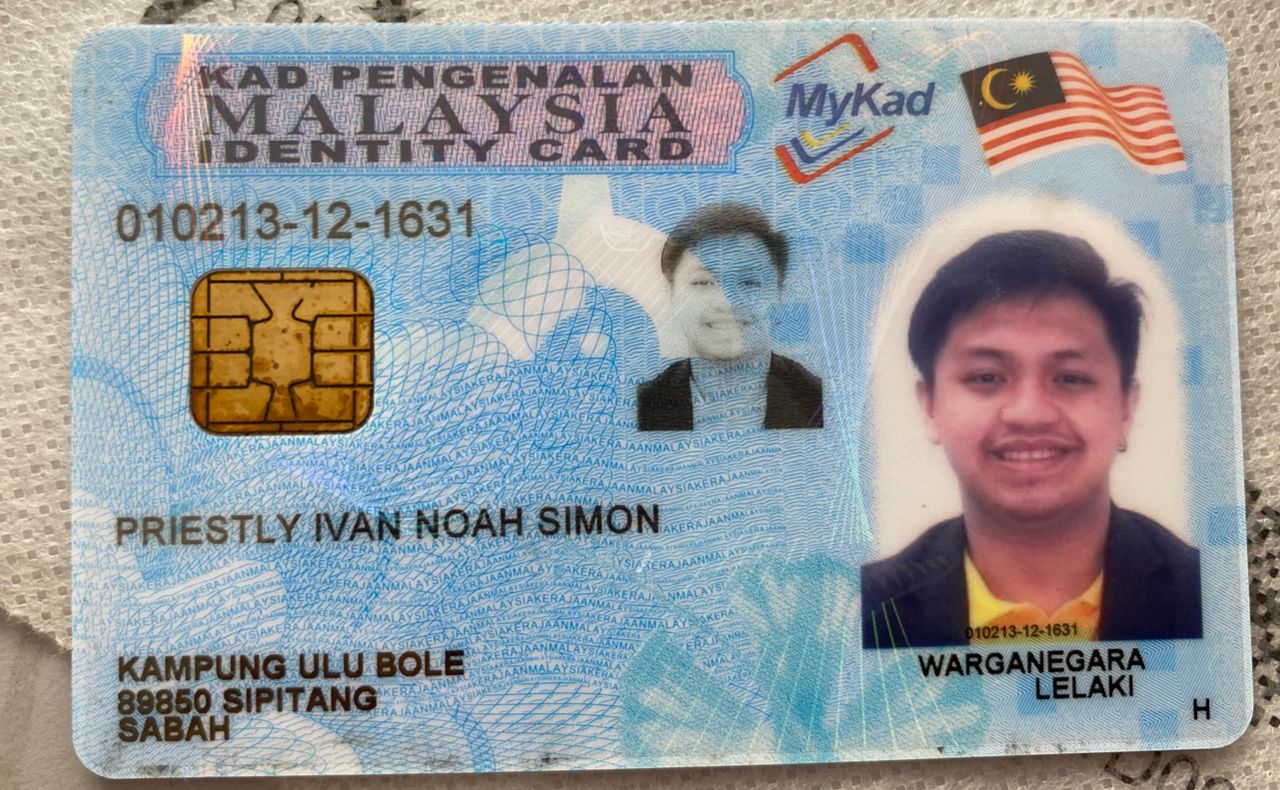 KAD PENGENALAN
MALAYSIA
IDENTITY CARD
MyKad
010213-12-1631
PRIESTLY IVAN NOAH SIMON
KAMPUNG ULU BOLE
89850 SIPITANG
SABAH
010213-12-1631
WARGANEGARA
LELAKI
H